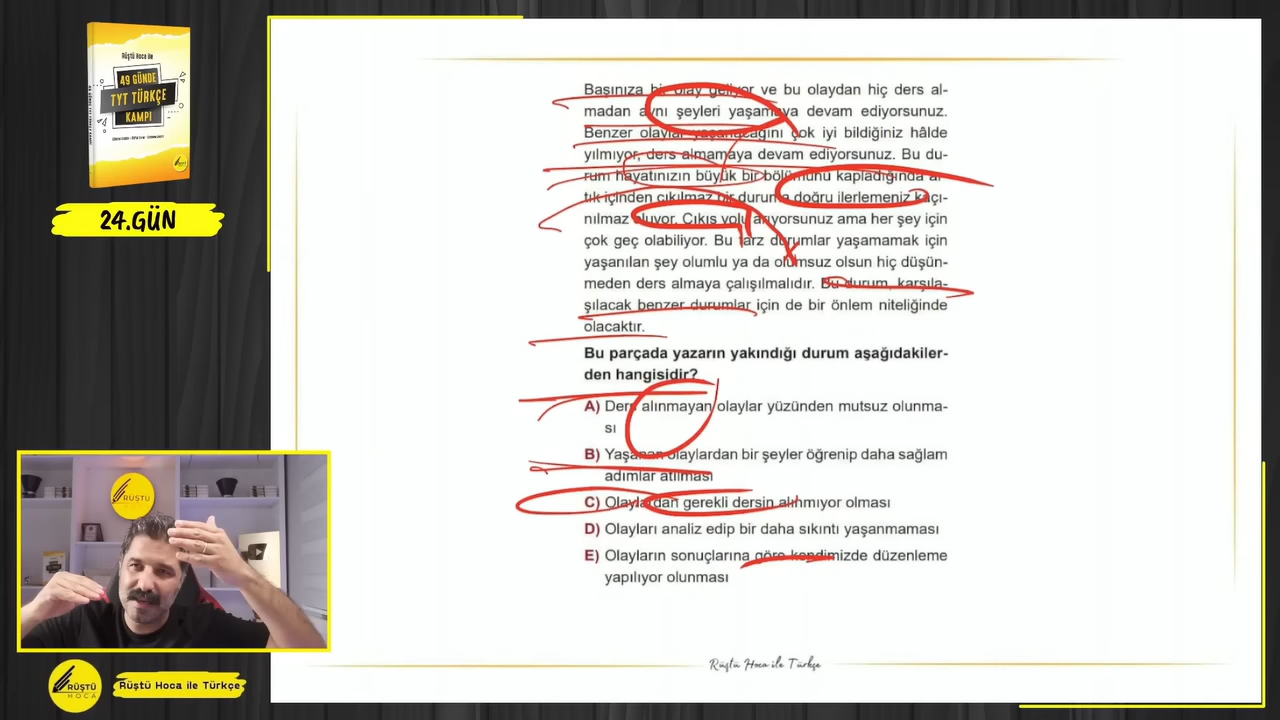 Rüştü Hoca ile
49 GÜNDE
TYT TÜRKÇE
KAMPI
24.GÜN
Başınıza bir olay geliyor ve bu olaydan hiç ders al-
madan aynı şeyleri yaşamaya devam ediyorsunuz.
Benzer olaylar yaşanacağını çok iyi bildiğiniz hâlde
yılmıyor, ders almamaya devam ediyorsunuz. Bu du-
rum hayatınızın büyük bir bölümünü kapladığında ar-
tık içinden çıkılmaz bir duruma doğru ilerlemeniz kaçı-
nılmaz oluyor. Çıkış yolu arıyorsunuz ama her şey için
çok geç olabiliyor. Bu tarz durumlar yaşamamak için
yaşanılan şey olumlu ya da olumsuz olsun hiç düşün-
meden ders almaya çalışılmalıdır. Bu durum, karşıla-
şılacak benzer durumlar için de bir önlem niteliğinde
olacaktır.
Bu parçada yazarın yakındığı durum aşağıdakiler-
den hangisidir?
A) Ders alınmayan olaylar yüzünden mutsuz olunma-
sı
B) Yaşanan olaylardan bir şeyler öğrenip daha sağlam
adımlar atılması
C) Olaylardan gerekli dersin alınmıyor olması
D) Olayları analiz edip bir daha sıkıntı yaşanmaması
E) Olayların sonuçlarına göre kendimizde düzenleme
yapılıyor olunması
Rüştü Hoca ile Türkçe
RÜŞTÜ
RÜŞTÜ
HOCA
Rüştü Hoca ile Türkçe